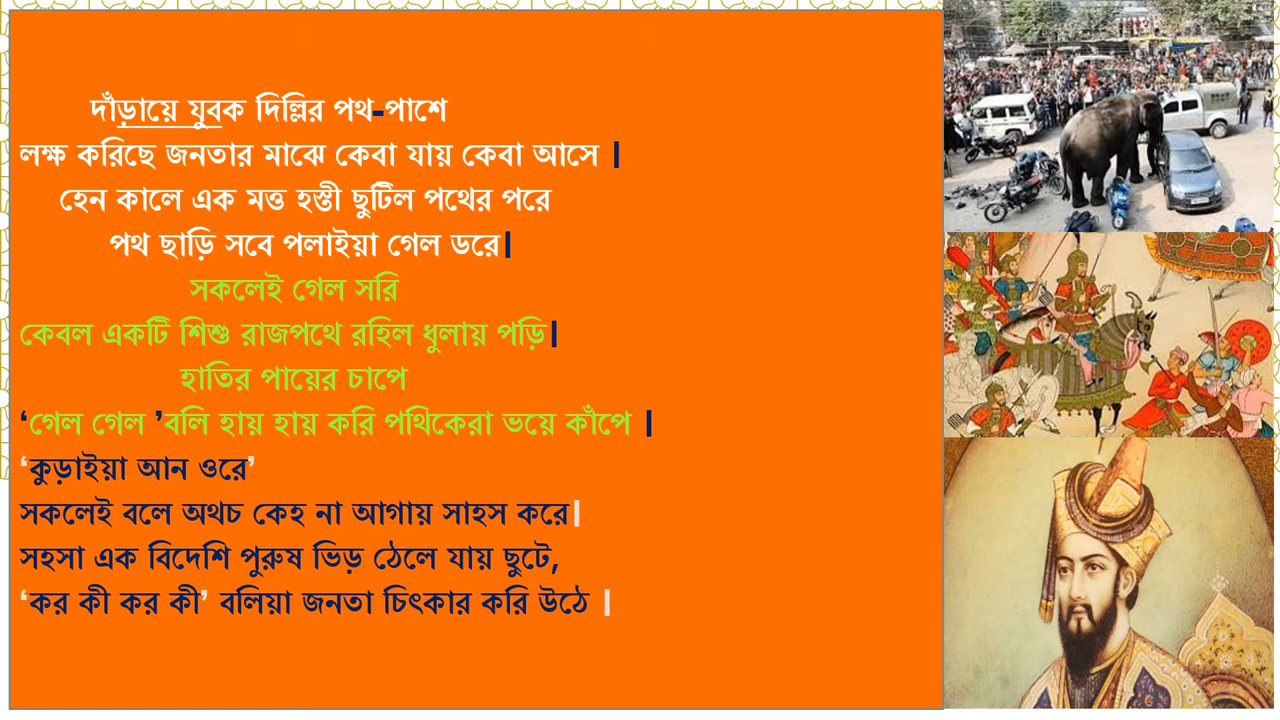 দাঁড়ায়ে যুবক দিল্লির পথ-পাশে
লক্ষ করিছে জনতার মাঝে কেবা যায় কেবা আসে |
হেন কালে এক মত্ত হস্তী ছুটিল পথের পরে
পথ ছাড়ি সবে পলাইয়া গেল ডরে|
সকলেই গেল সরি
কেবল একটি শিশু রাজপথে রহিল ধুলায় পড়ি|
হাতির পায়ের চাপে
‘গেল গেল ’বলি হায় হায় করি পথিকেরা ভয়ে কাঁপে |
‘কুড়াইয়া আন ওরে’
সকলেই বলে অথচ কেহ না আগায় সাহস করে|
সহসা এক বিদেশি পুরুষ ভিড় ঠেলে যায় ছুটে,
‘কর কী কর কী’ বলিয়া জনতা চিৎকার করি উঠে |